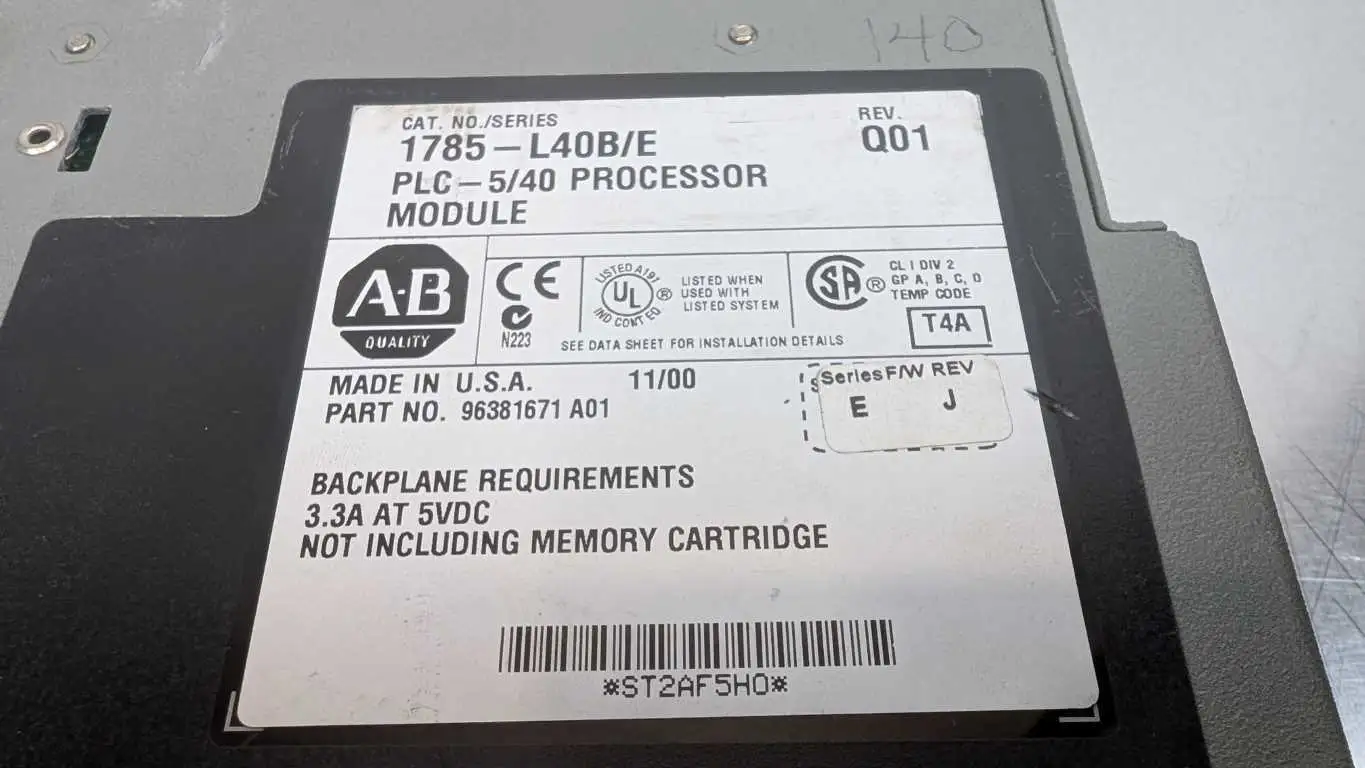 140
CAT. NO./SERIES
REV.
1785-L40B/E
Q01
PLC-5/40 PROCESSOR
MODULE
A-B
QUALITY
CE
N223
LISTED A191
UL
IND CONT EQ
®
LISTED WHEN
USED WITH
LISTED SYSTEM
SA
®
CL I DIV 2
GP A, B, C, D
TEMP CODE
T4A
SEE DATA SHEET FOR INSTALLATION DETAILS
MADE IN U.S.A. 11/00
PART NO. 96381671 A01
Series F/W REV
E J
BACKPLANE REQUIREMENTS
3.3A AT 5VDC
NOT INCLUDING MEMORY CARTRIDGE
*ST2AF5H0*